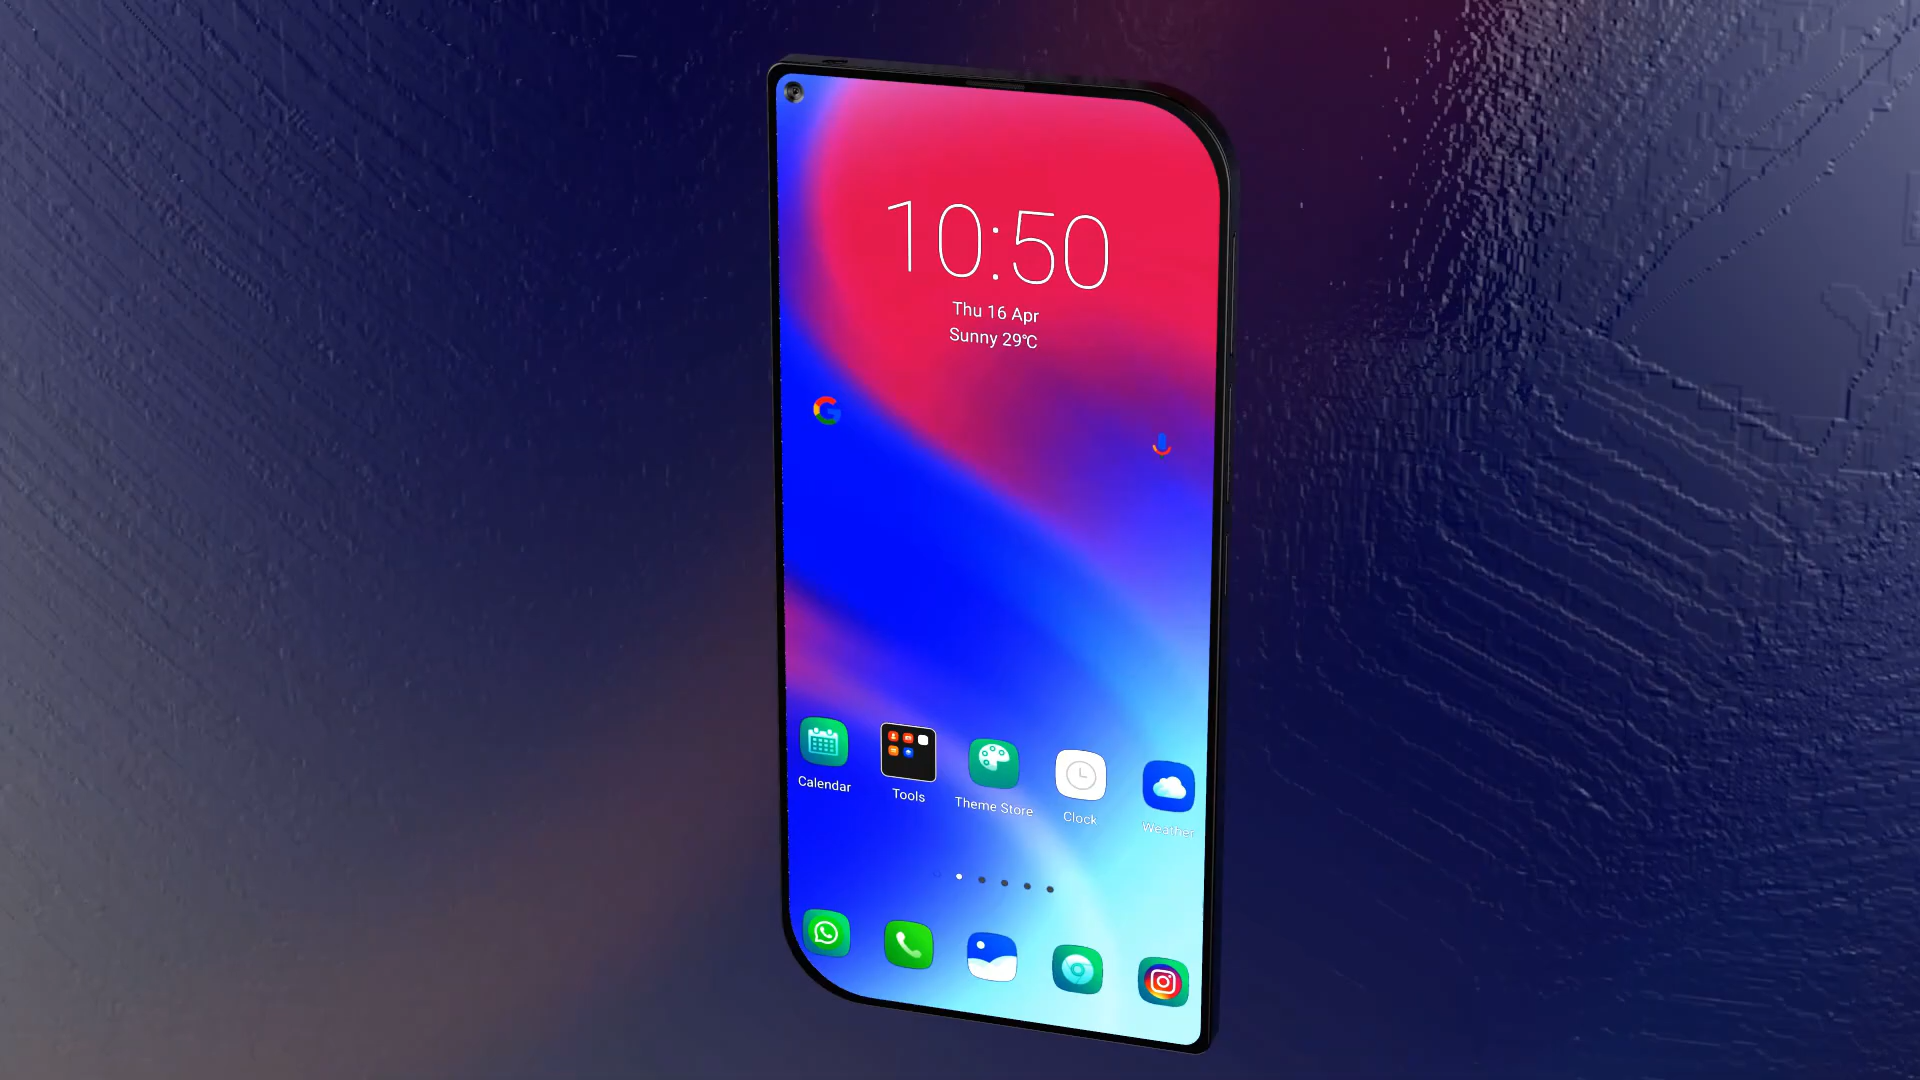 10:50
Thu 16 Apr
Sunny 29°C
Calendar
Tools
Theme Store
Clock
Weather